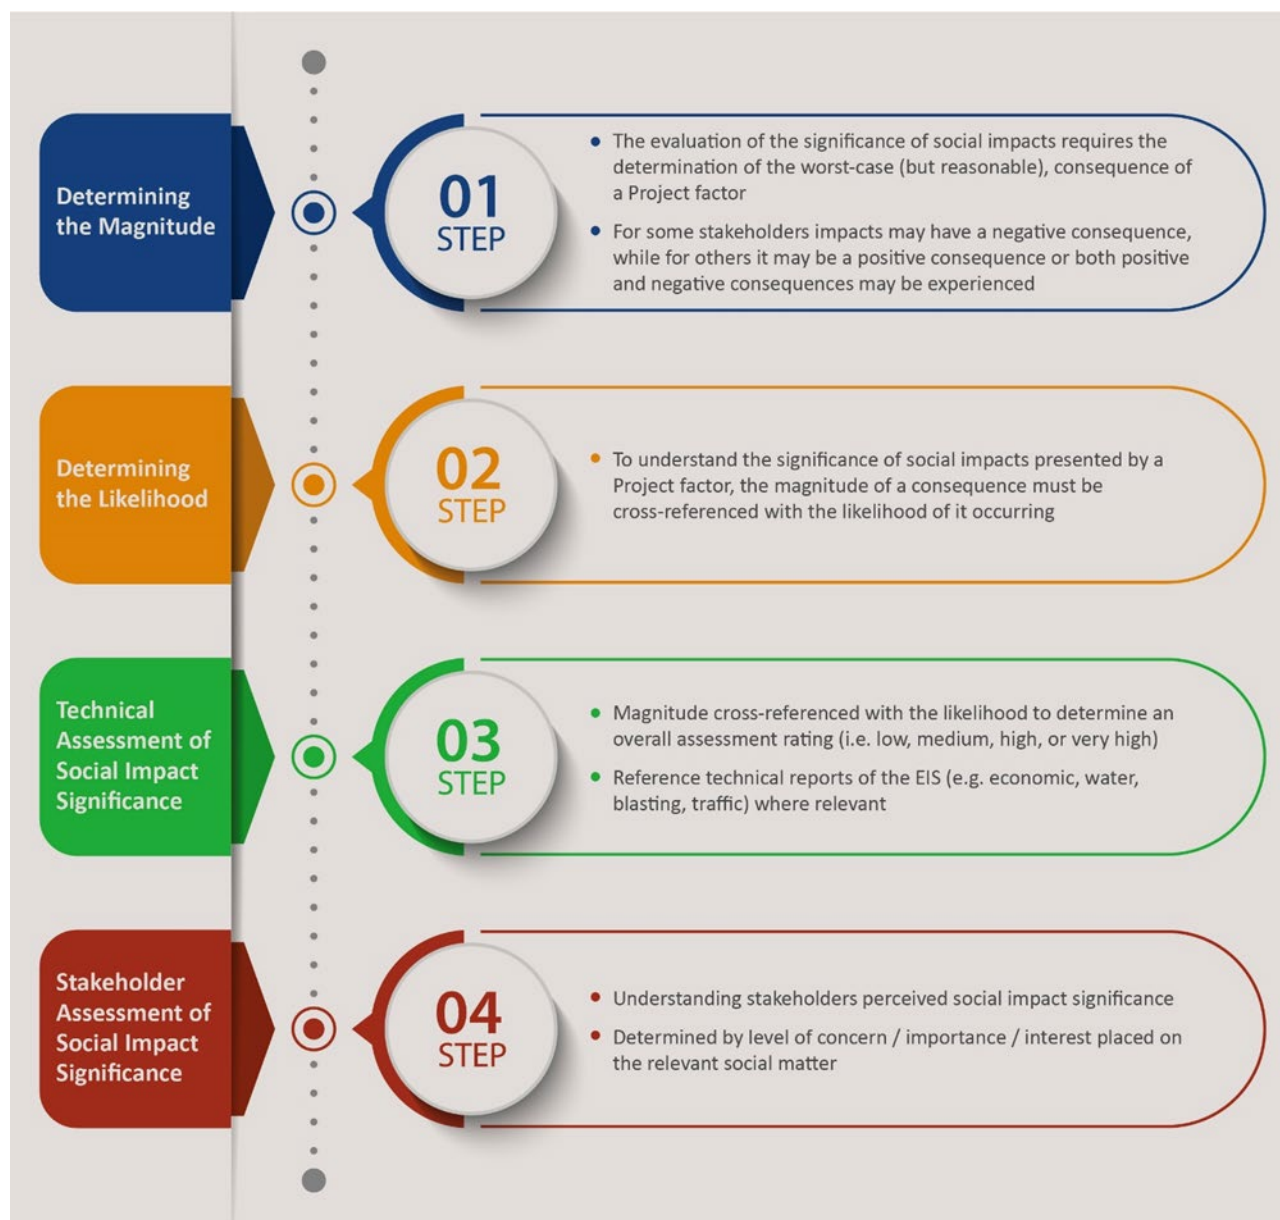 Determining
the Magnitude
01
STEP
• The evaluation of the significance of social impacts requires the
determination of the worst-case (but reasonable), consequence of
a Project factor
• For some stakeholders impacts may have a negative consequence,
while for others it may be a positive consequence or both positive
and negative consequences may be experienced
Determining
the Likelihood
02
STEP
• To understand the significance of social impacts presented by a
Project factor, the magnitude of a consequence must be
cross-referenced with the likelihood of it occurring
Technical
Assessment of
Social Impact
Significance
03
STEP
• Magnitude cross-referenced with the likelihood to determine an
overall assessment rating (i.e. low, medium, high, or very high)
• Reference technical reports of the EIS (e.g. economic, water,
blasting, traffic) where relevant
Stakeholder
Assessment of
Social Impact
Significance
04
STEP
• Understanding stakeholders perceived social impact significance
• Determined by level of concern / importance / interest placed on
the relevant social matter